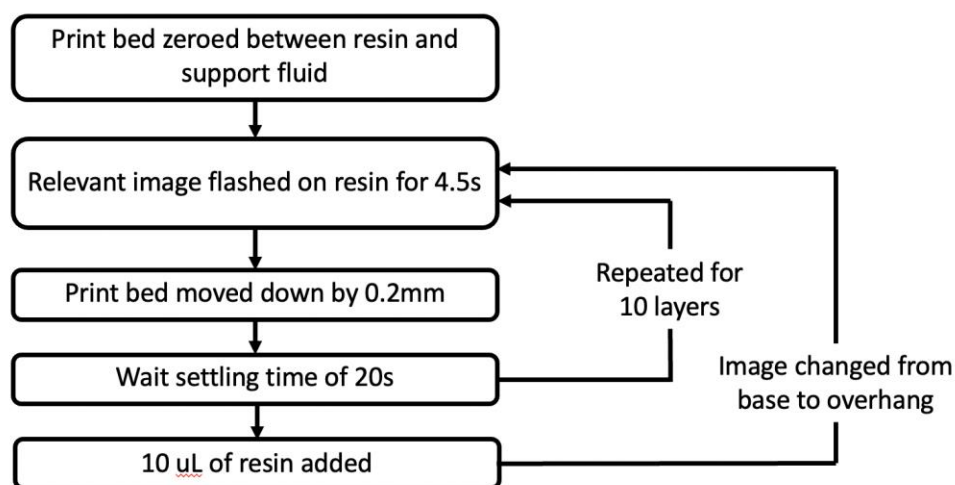 Print bed zeroed between resin and
support fluid
Relevant image flashed on resin for 4.5s
Print bed moved down by 0.2mm
Repeated for
10 layers
Wait settling time of 20s
Image changed from
base to overhang
10 uL of resin added